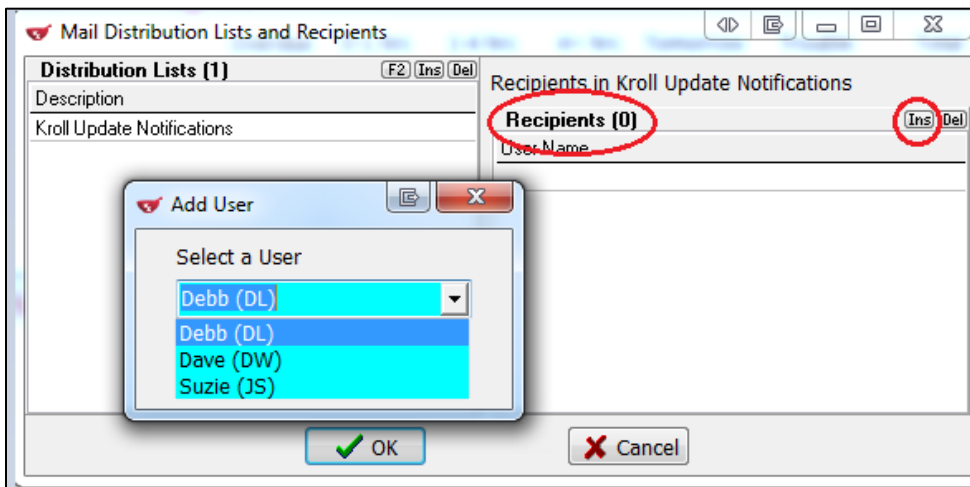 Mail Distribution Lists and Recipients
Distribution Lists (1) F2 Ins Del
Description
Kroll Update Notifications
Recipients in Kroll Update Notifications
Recipients (0) Ins Del
User Name
Add User
Select a User
Debb (DL)
Debb (DL)
Dave (DW)
Suzie (JS)
OK
Cancel